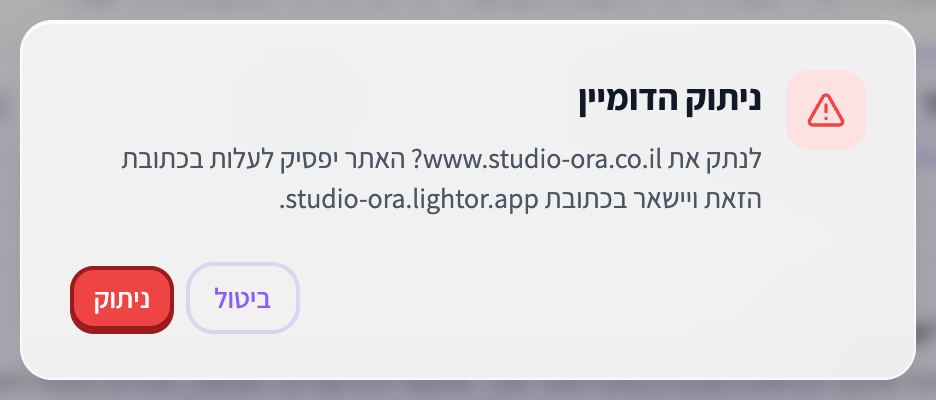 ניתוק הדומיין
לנתק את www.studio-ora.co.il? האתר יפסיק לעלות בכתובת
הזאת ויישאר בכתובת studio-ora.lightor.app.
ביטול
ניתוק